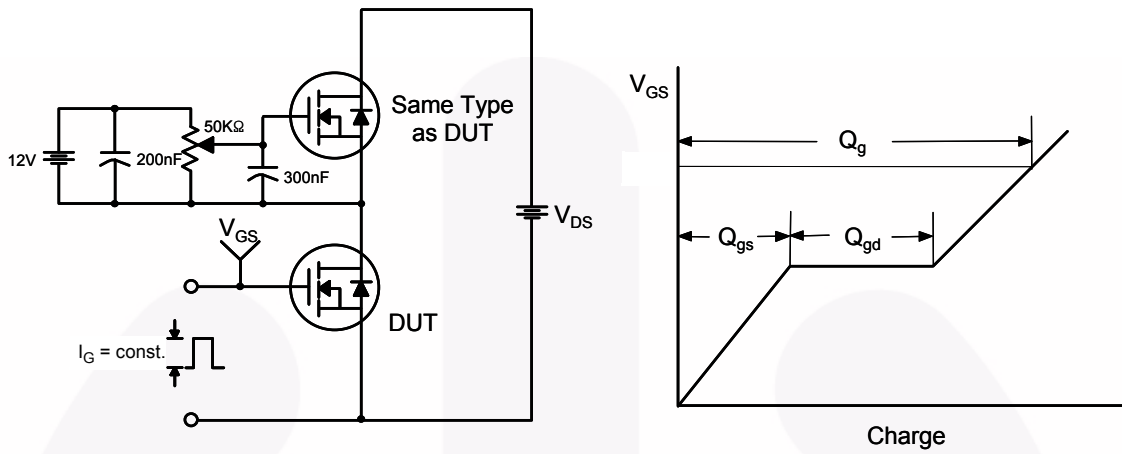 12V
200nF
50KΩ
300nF
Same Type
as DUT
V_DS
V_GS
DUT
I_G = const.
V_GS
Q_g
Q_gs
Q_gd
Charge